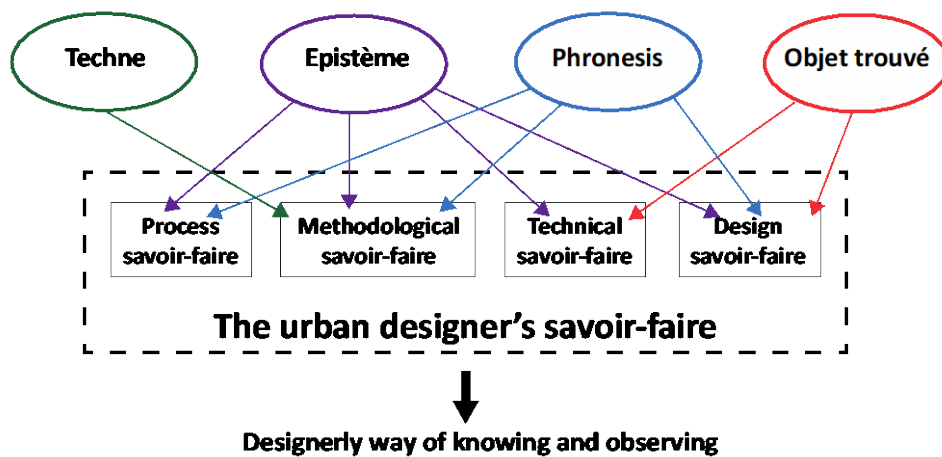 Techne
Epistème
Phronesis
Objet trouvé
Process
savoir-faire
Methodological
savoir-faire
Technical
savoir-faire
Design
savoir-faire
The urban designer's savoir-faire
Designerly way of knowing and observing